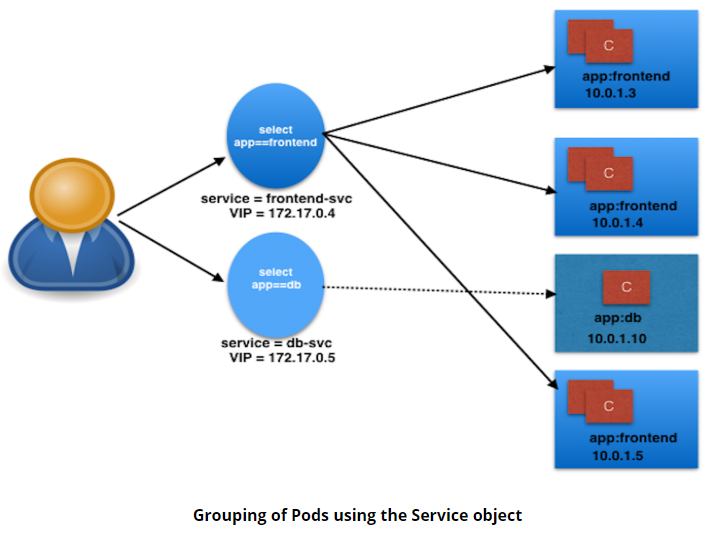 C
app:frontend
10.0.1.3
select
app==frontend
service = frontend-svc
VIP = 172.17.0.4
C
app:frontend
10.0.1.4
select
app==db
service = db-svc
VIP = 172.17.0.5
C
app:db
10.0.1.10
C
app:frontend
10.0.1.5
Grouping of Pods using the Service object